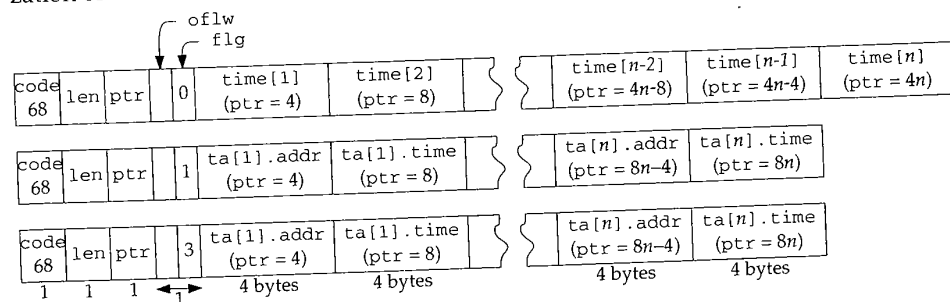 oflw
flg
code 68 len ptr 0 time[1] (ptr = 4) time[2] (ptr = 8) time[n-2] (ptr = 4n-8) time[n-1] (ptr = 4n-4) time[n] (ptr = 4n)
code 68 len ptr 1 ta[1].addr (ptr = 4) ta[1].time (ptr = 8) ta[n].addr (ptr = 8n–4) ta[n].time (ptr = 8n)
code 68 len ptr 3 ta[1].addr (ptr = 4) ta[1].time (ptr = 8) ta[n].addr (ptr = 8n–4) ta[n].time (ptr = 8n)
1 1 1 1 4 bytes 4 bytes 4 bytes 4 bytes